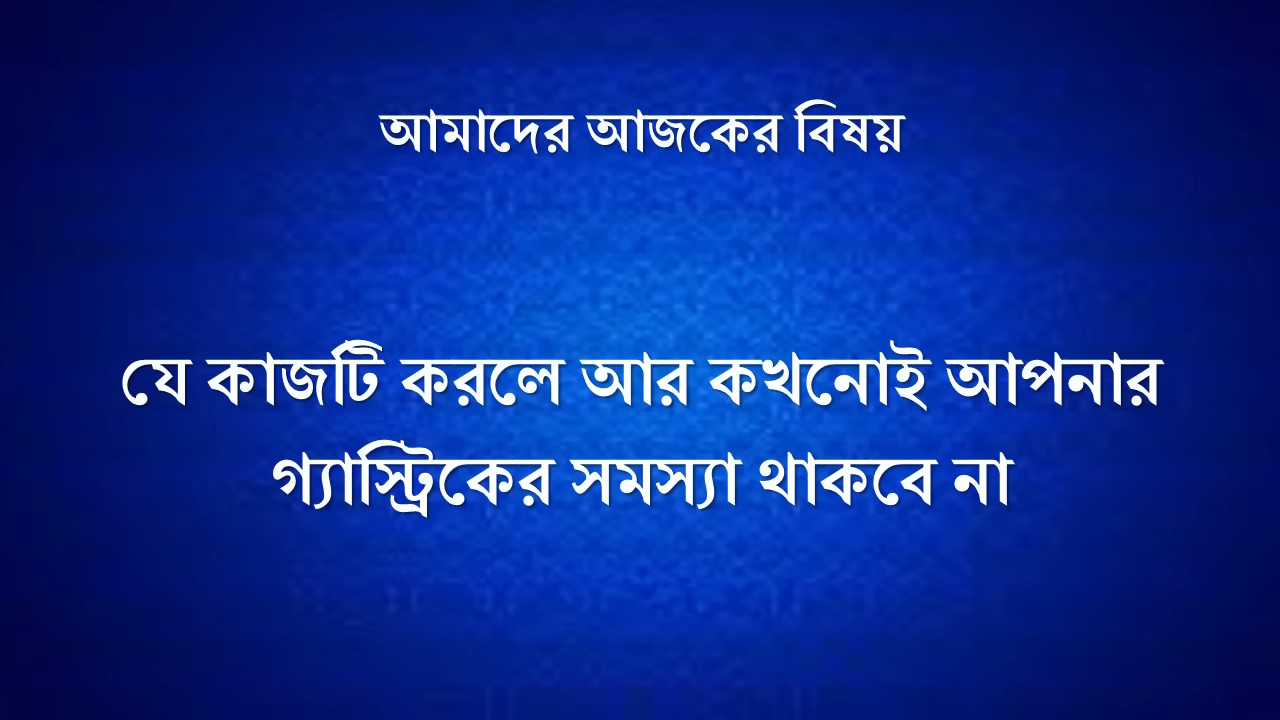 আমাদের আজকের বিষয়
যে কাজটি করলে আর কখনোই আপনার
গ্যাস্ট্রিকের সমস্যা থাকবে না